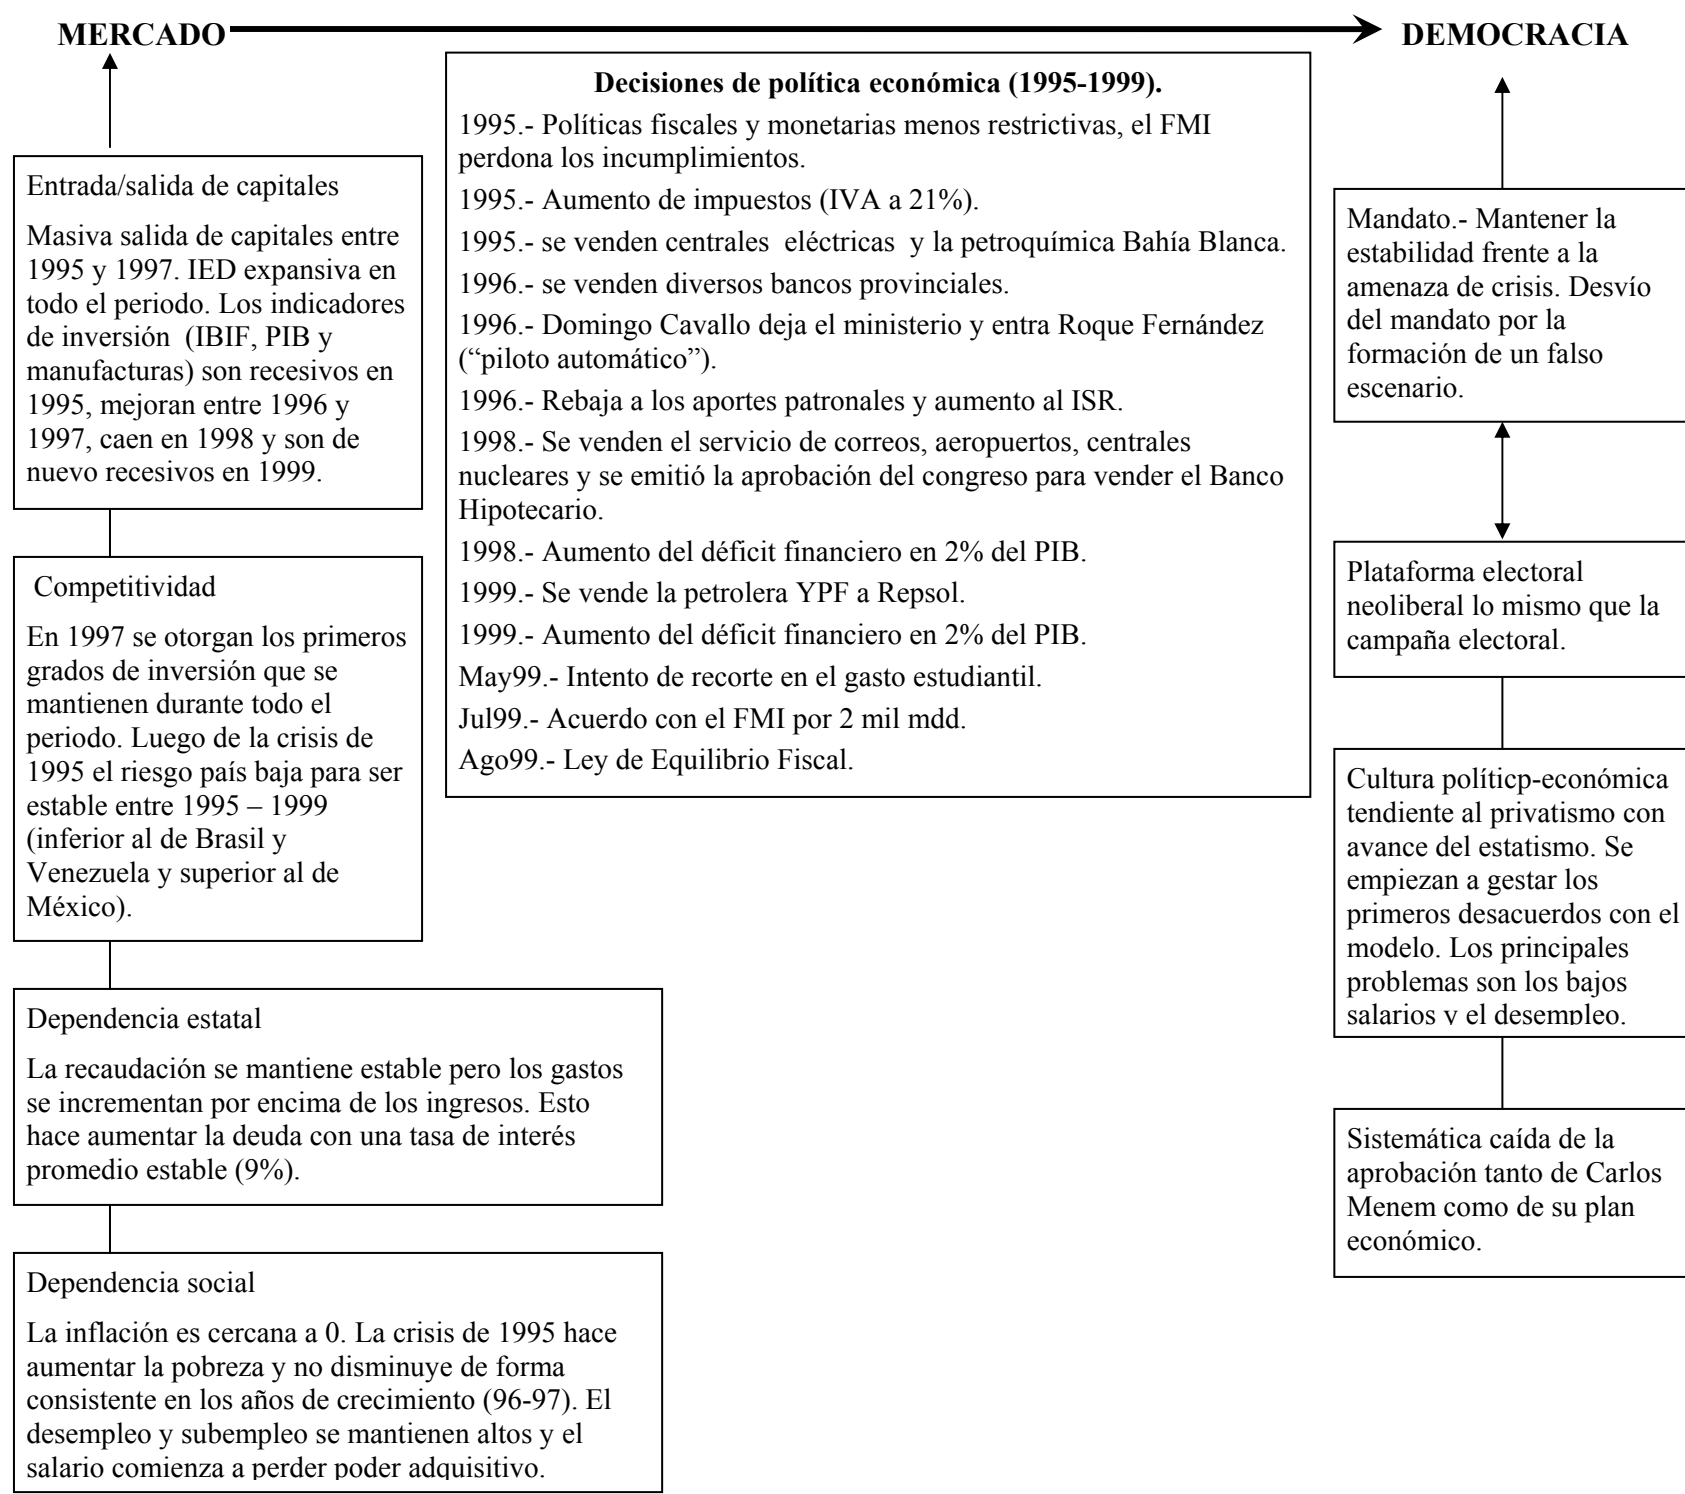 MERCADO
DEMOCRACIA
Decisiones de política económica (1995-1999).
1995.- Políticas fiscales y monetarias menos restrictivas, el FMI
perdona los incumplimientos.
1995.- Aumento de impuestos (IVA a 21%).
1995.- se venden centrales eléctricas y la petroquímica Bahía Blanca.
1996.- se venden diversos bancos provinciales.
1996.- Domingo Cavallo deja el ministerio y entra Roque Fernández
(“piloto automático”).
1996.- Rebaja a los aportes patronales y aumento al ISR.
1998.- Se venden el servicio de correos, aeropuertos, centrales
nucleares y se emitió la aprobación del congreso para vender el Banco
Hipotecario.
1998.- Aumento del déficit financiero en 2% del PIB.
1999.- Se vende la petrolera YPF a Repsol.
1999.- Aumento del déficit financiero en 2% del PIB.
May99.- Intento de recorte en el gasto estudiantil.
Jul99.- Acuerdo con el FMI por 2 mil mdd.
Ago99.- Ley de Equilibrio Fiscal.
Entrada/salida de capitales
Masiva salida de capitales entre
1995 y 1997. IED expansiva en
todo el periodo. Los indicadores
de inversión (IBIF, PIB y
manufacturas) son recesivos en
1995, mejoran entre 1996 y
1997, caen en 1998 y son de
nuevo recesivos en 1999.
Competitividad
En 1997 se otorgan los primeros
grados de inversión que se
mantienen durante todo el
periodo. Luego de la crisis de
1995 el riesgo país baja para ser
estable entre 1995 – 1999
(inferior al de Brasil y
Venezuela y superior al de
México).
Dependencia estatal
La recaudación se mantiene estable pero los gastos
se incrementan por encima de los ingresos. Esto
hace aumentar la deuda con una tasa de interés
promedio estable (9%).
Dependencia social
La inflación es cercana a 0. La crisis de 1995 hace
aumentar la pobreza y no disminuye de forma
consistente en los años de crecimiento (96-97). El
desempleo y subempleo se mantienen altos y el
salario comienza a perder poder adquisitivo.
Mandato.- Mantener la
estabilidad frente a la
amenaza de crisis. Desvío
del mandato por la
formación de un falso
escenario.
Plataforma electoral
neoliberal lo mismo que la
campaña electoral.
Cultura políticp-económica
tendiente al privatismo con
avance del estatismo. Se
empiezan a gestar los
primeros desacuerdos con el
modelo. Los principales
problemas son los bajos
salarios y el desempleo.
Sistemática caída de la
aprobación tanto de Carlos
Menem como de su plan
económico.